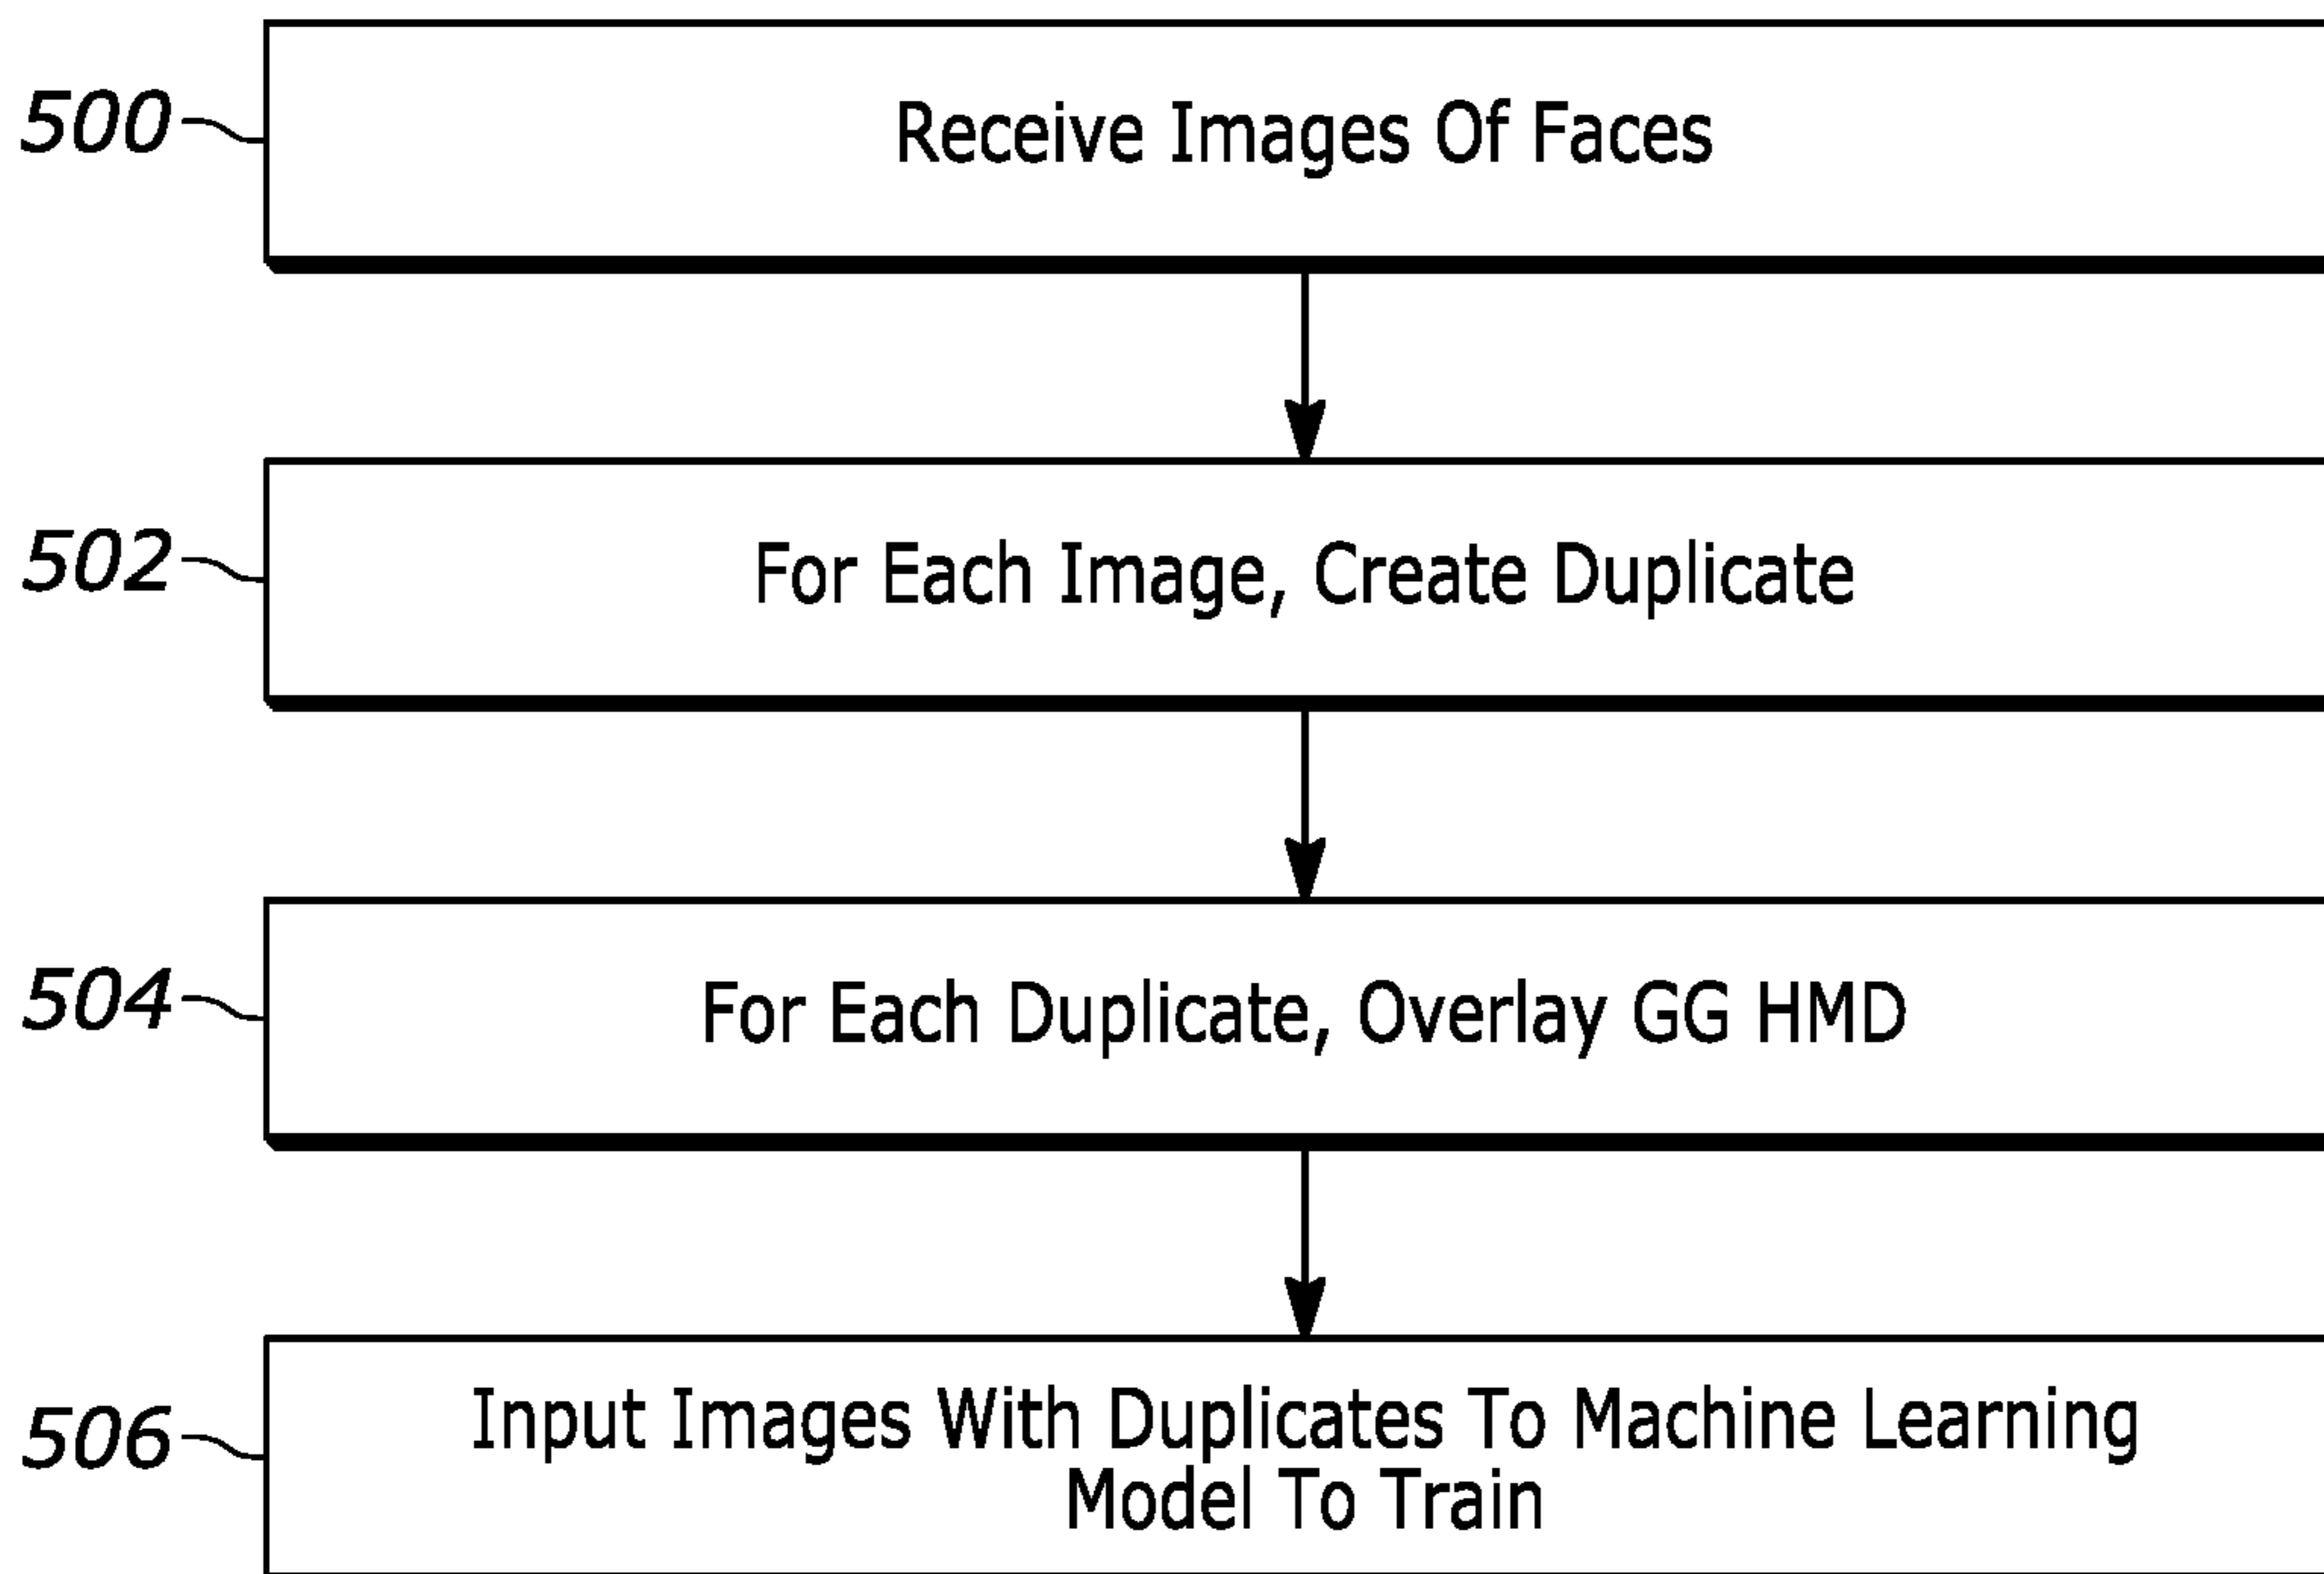 500
Receive Images Of Faces
502
For Each Image, Create Duplicate
504
For Each Duplicate, Overlay GG HMD
506
Input Images With Duplicates To Machine Learning
Model To Train